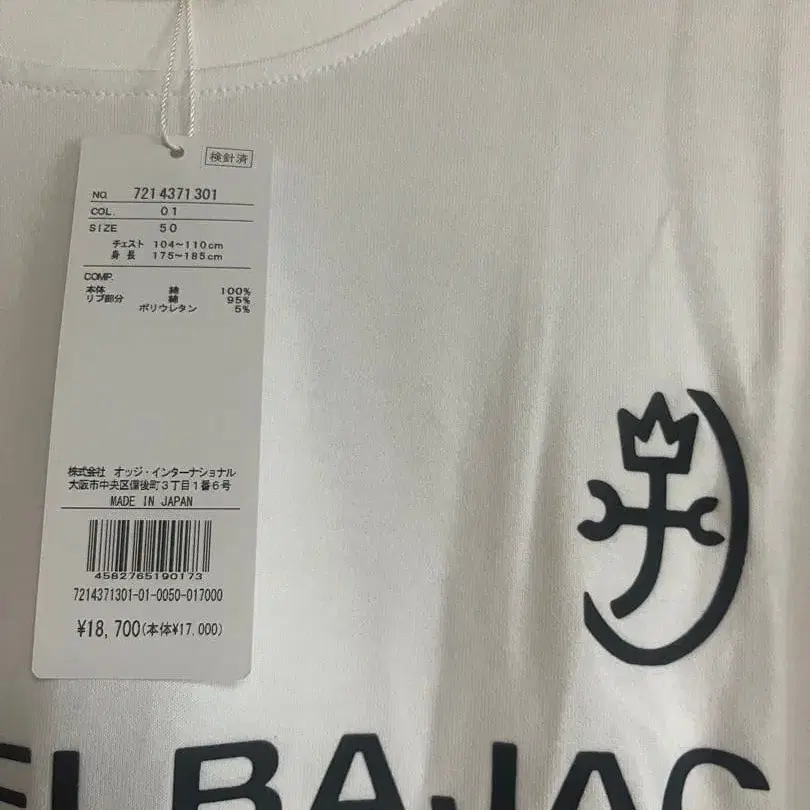 検針済
NO. 7214371301
COL. 01
SIZE 50
チェスト 104~110cm
身長 175~185cm
COMP.
本体 綿 100%
リブ部分 綿 95%
ポリウレタン 5%
株式会社 オッジ・インターナショナル
大阪市中央区備後町3丁目1番6号
MADE IN JAPAN
4582765190173
7214371301-01-0050-017000
¥18,700(本体¥17,000)
EL BAJAC